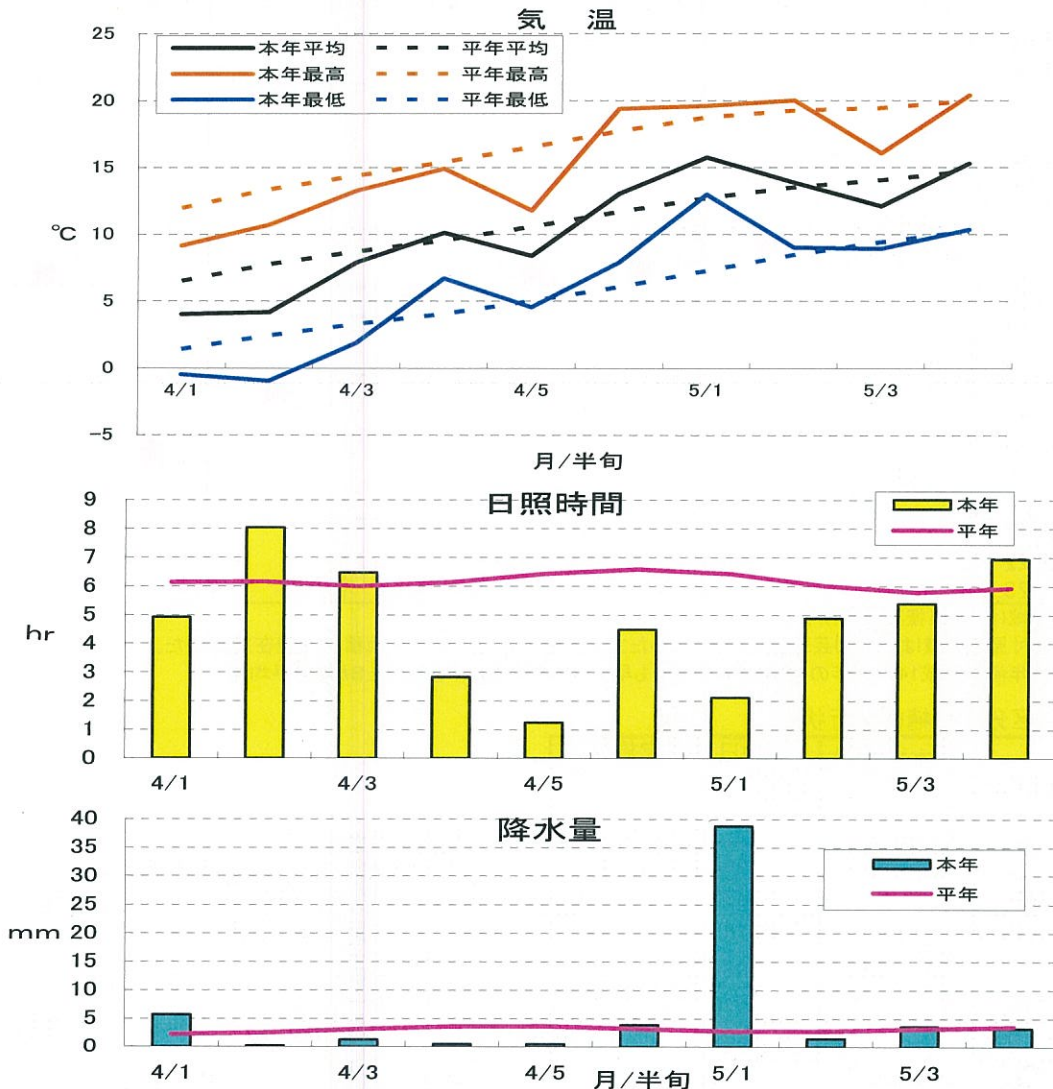 気　温
25
20
15
10
5
0
-5
℃
本年平均
平年平均
本年最高
平年最高
本年最低
平年最低
4/1
4/3
4/5
5/1
5/3
月/半旬
日照時間
9
8
7
6
5
4
3
2
1
0
hr
本年
平年
4/1
4/3
4/5
5/1
5/3
降水量
40
35
30
25
20
15
10
5
0
mm
本年
平年
4/1
4/3
4/5
月/半旬
5/1
5/3